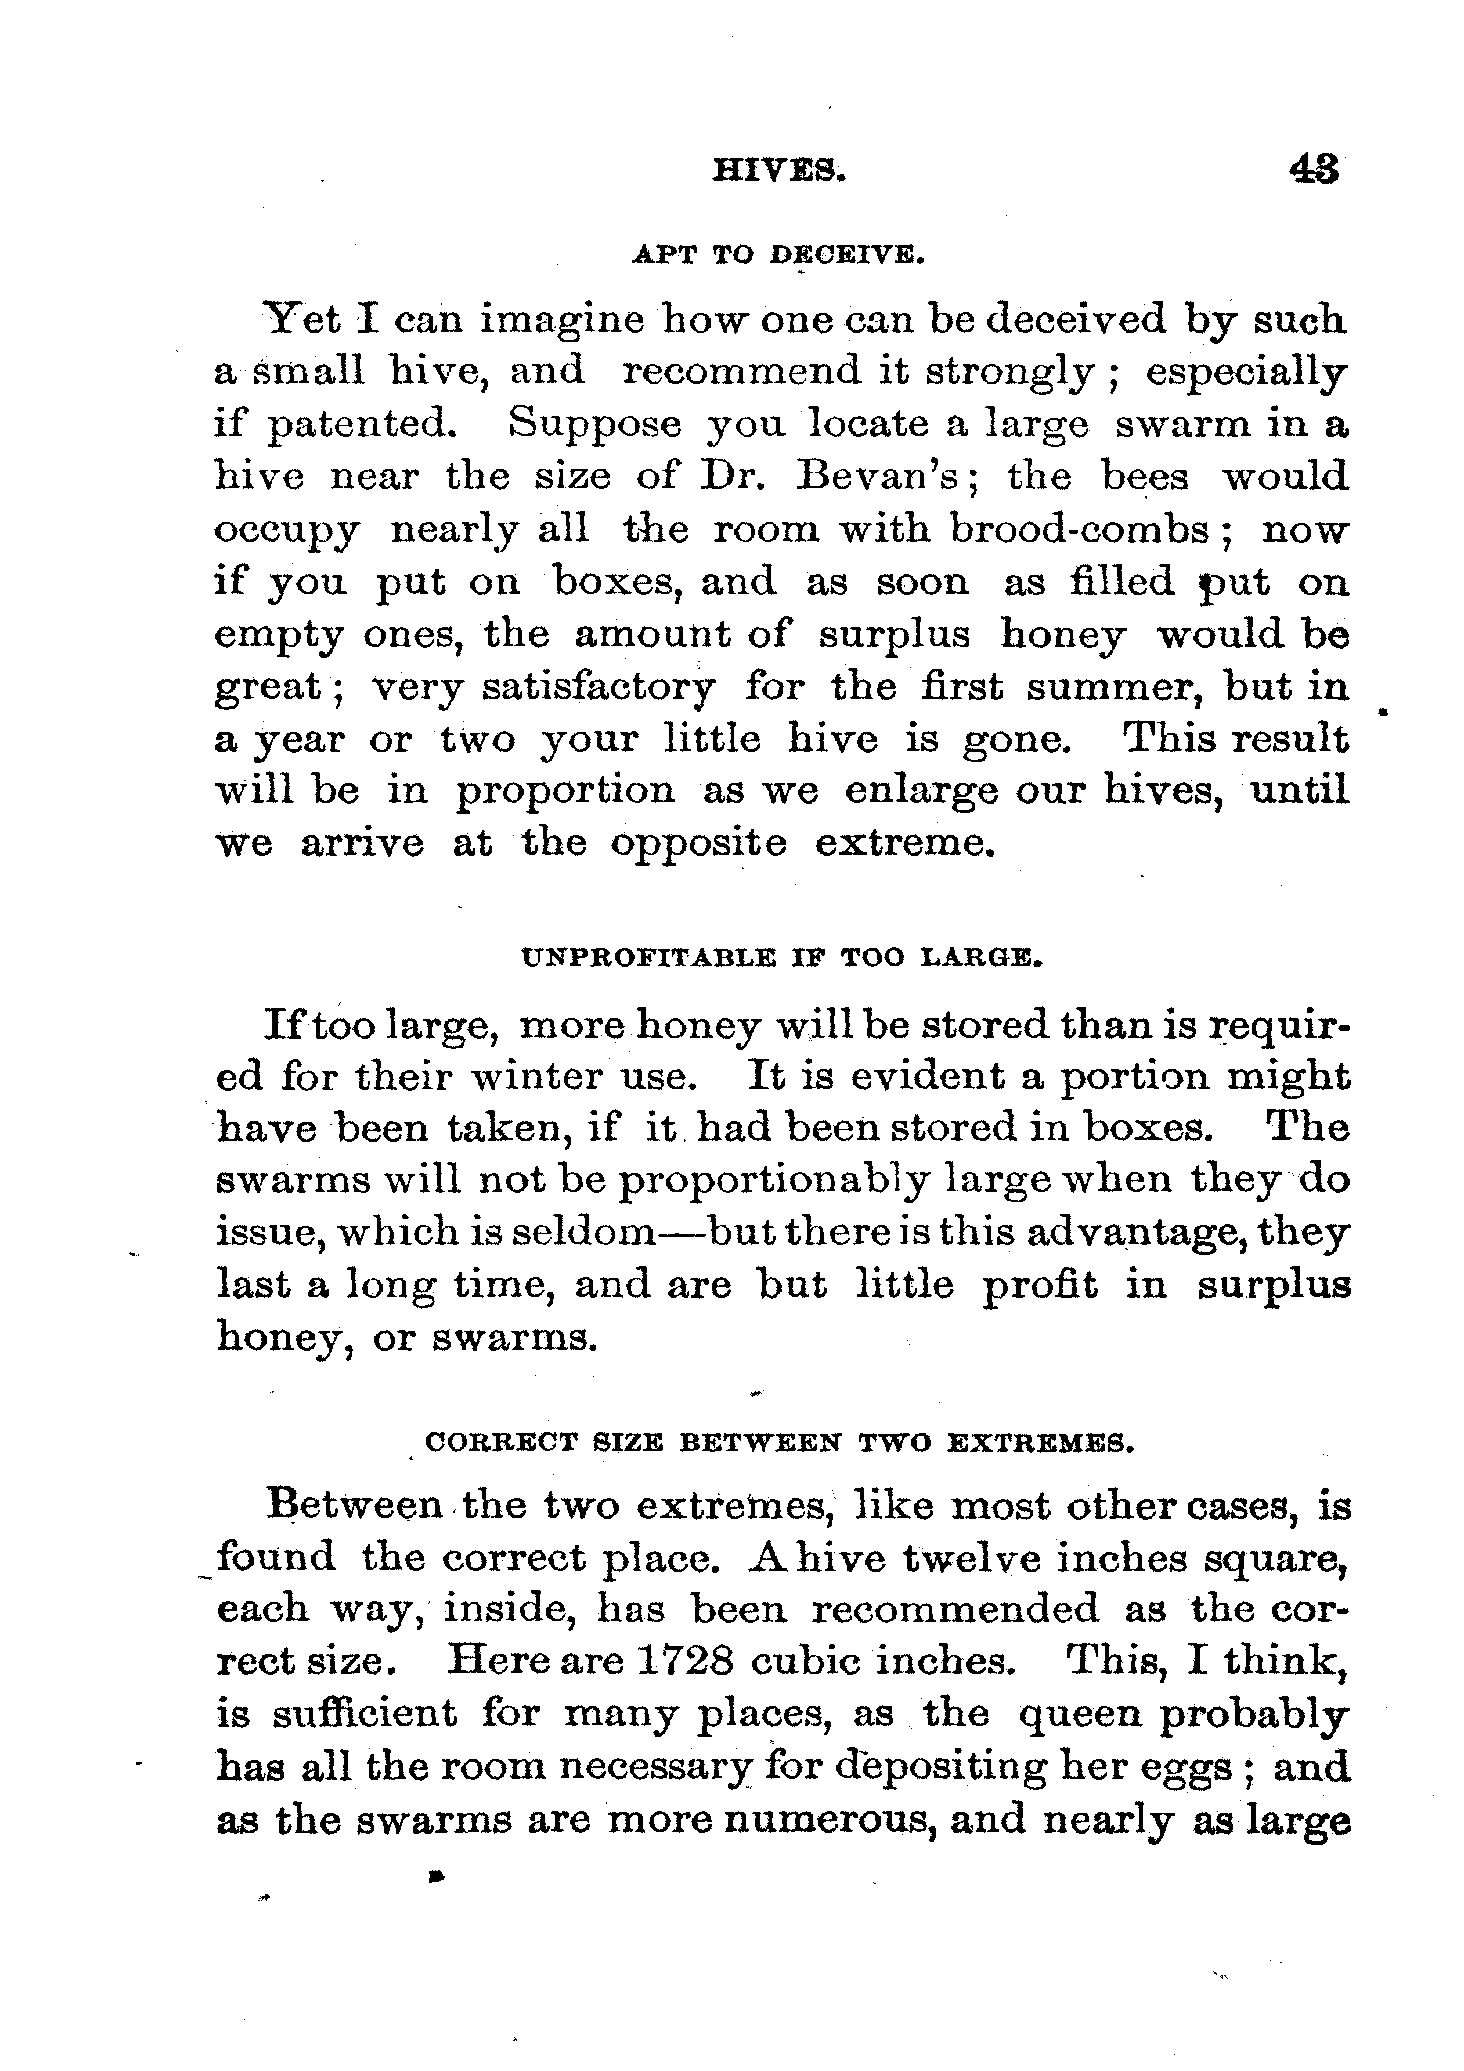 HIVES. 43
APT TO DECEIVE.
Yet I can imagine how one can be deceived by such
a small hive, and recommend it strongly ; especially
if patented. Suppose you locate a large swarm in a
hive near the size of Dr. Bevan's ; the bees would
occupy nearly all the room with brood-combs ; now
if you put on boxes, and as soon as filled put on
empty ones, the amount of surplus honey would be
great ; very satisfactory for the first summer, but in
a year or two your little hive is gone. This result
will be in proportion as we enlarge our hives, until
we arrive at the opposite extreme.
UNPROFITABLE IF TOO LARGE.
If too large, more honey will be stored than is requir-
ed for their winter use. It is evident a portion might
have been taken, if it had been stored in boxes. The
swarms will not be proportionably large when they do
issue, which is seldom—but there is this advantage, they
last a long time, and are but little profit in surplus
honey, or swarms.
CORRECT SIZE BETWEEN TWO EXTREMES.
Between the two extremes, like most other cases, is
found the correct place. A hive twelve inches square,
each way, inside, has been recommended as the cor-
rect size. Here are 1728 cubic inches. This, I think,
is sufficient for many places, as the queen probably
has all the room necessary for depositing her eggs ; and
as the swarms are more numerous, and nearly as large